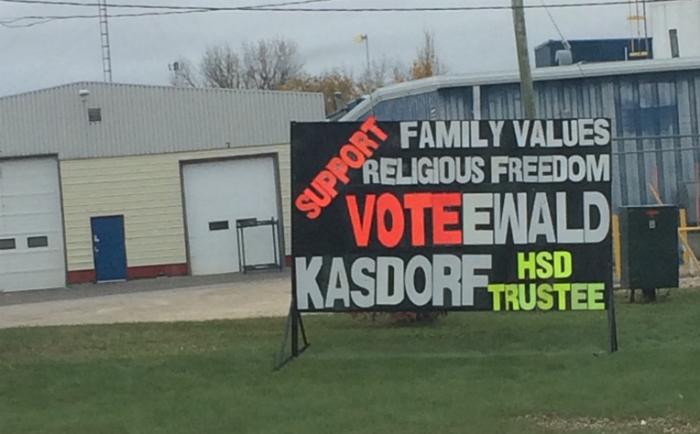 SUPPORT
FAMILY VALUES
RELIGIOUS FREEDOM
VOTE EWALD
KASDORF HSD
TRUSTEE